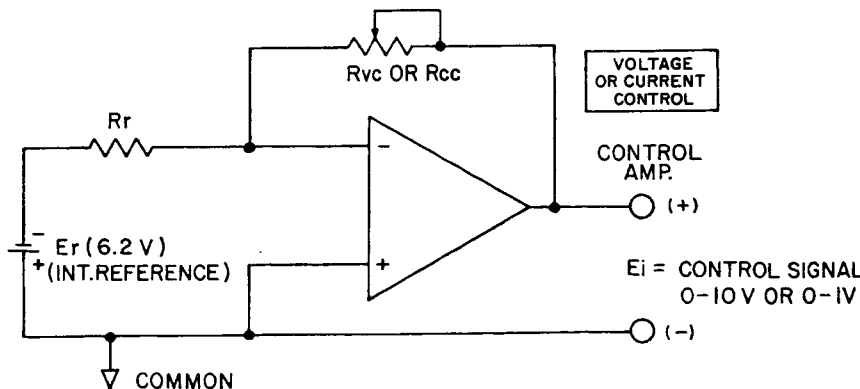 Rvc OR Rcc
VOLTAGE
OR CURRENT
CONTROL
Rr
−
CONTROL
AMP.
(+)
−
+
Er (6.2 V)
(INT. REFERENCE)
+
Ei = CONTROL SIGNAL
0-10 V OR 0-1V
(-)
COMMON